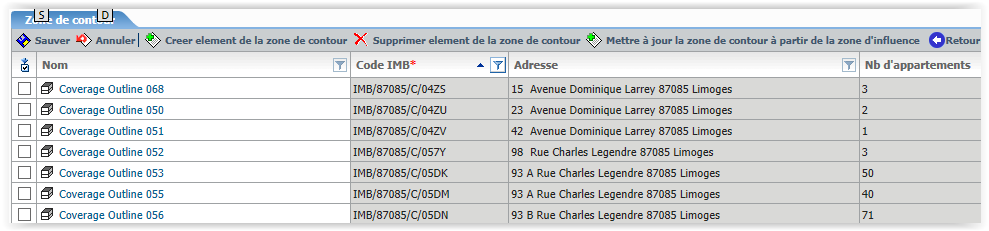 S D
Zone de contour
Sauver Annuler Creer element de la zone de contour Supprimer element de la zone de contour Mettre à jour la zone de contour à partir de la zone d'influence Retour
Nom Code IMB* Adresse Nb d'appartements
Coverage Outline 068 IMB/87085/C/04ZS 15 Avenue Dominique Larrey 87085 Limoges 3
Coverage Outline 050 IMB/87085/C/04ZU 23 Avenue Dominique Larrey 87085 Limoges 2
Coverage Outline 051 IMB/87085/C/04ZV 42 Avenue Dominique Larrey 87085 Limoges 1
Coverage Outline 052 IMB/87085/C/057Y 98 Rue Charles Legendre 87085 Limoges 3
Coverage Outline 053 IMB/87085/C/05DK 93 A Rue Charles Legendre 87085 Limoges 50
Coverage Outline 055 IMB/87085/C/05DM 93 A Rue Charles Legendre 87085 Limoges 40
Coverage Outline 056 IMB/87085/C/05DN 93 B Rue Charles Legendre 87085 Limoges 71